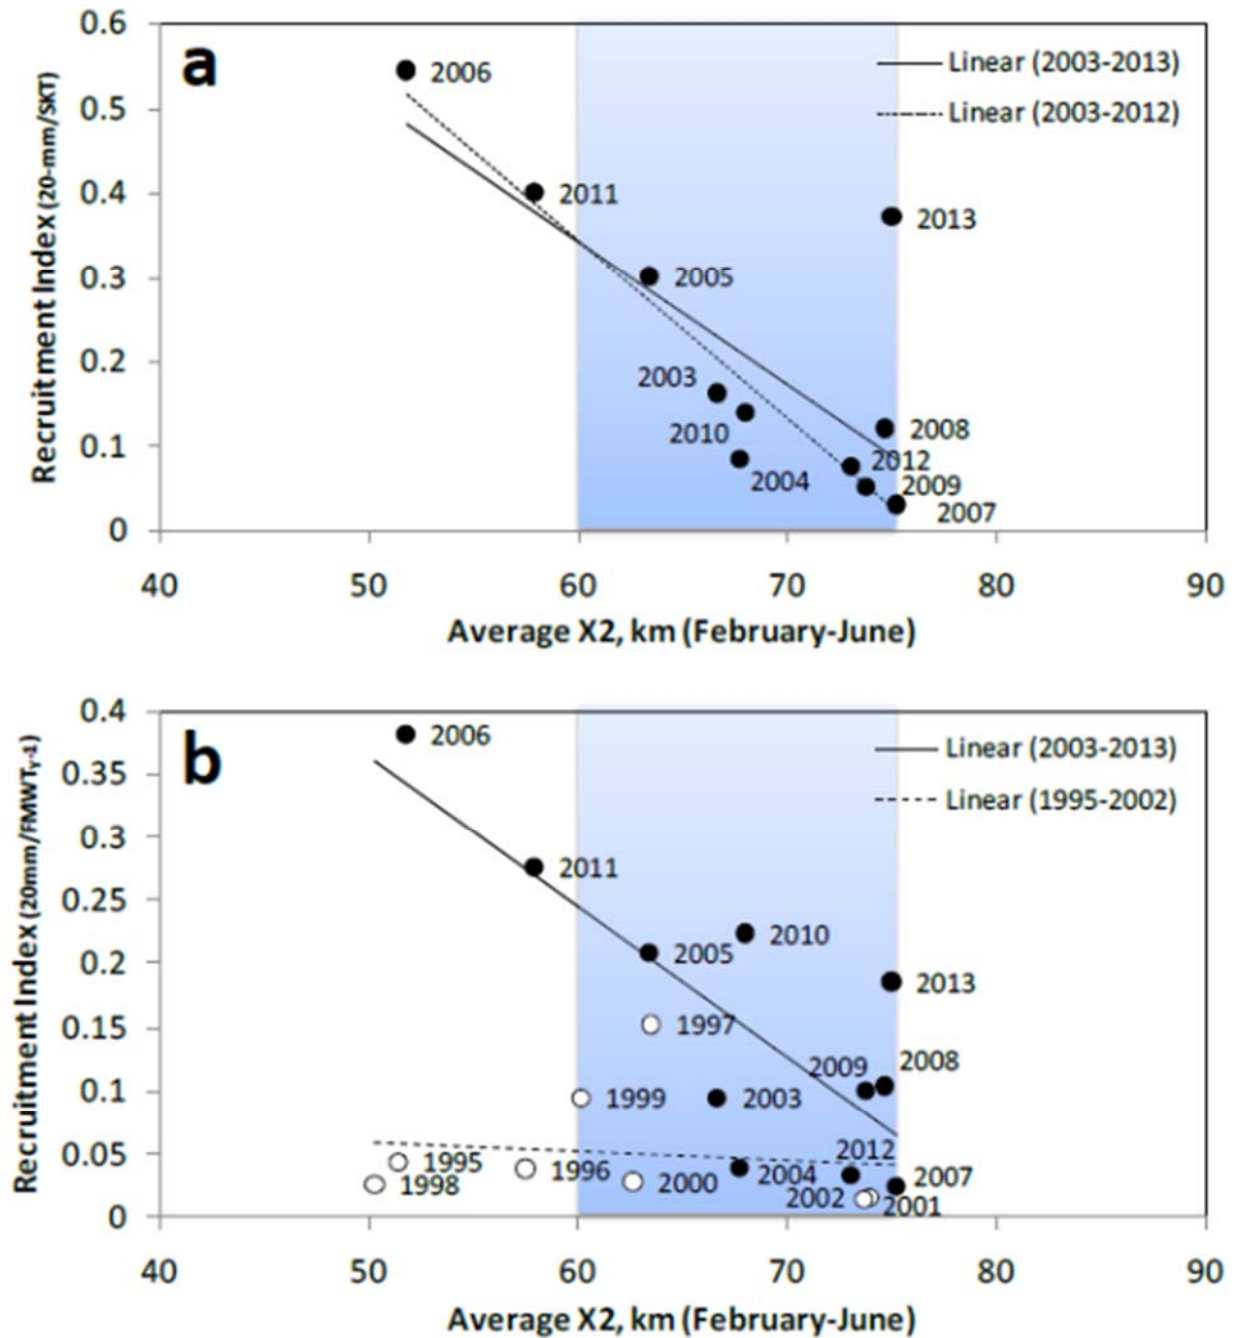 a
Recruitment Index (20-mm/SKT)
0.6
0.5
0.4
0.3
0.2
0.1
0
Linear (2003-2013)
Linear (2003-2012)
2006
2011
2013
2005
2003
2010
2004
2008
2012
2009
2007
40 50 60 70 80 90
Average X2, km (February-June)
b
Recruitment Index (20mm/FMWTy-1)
0.4
0.35
0.3
0.25
0.2
0.15
0.1
0.05
0
Linear (2003-2013)
Linear (1995-2002)
2006
2011
2010
2005
2013
1997
2009 2008
1999 2003
2012
1995 1996 2004 2007
1998 2000 2002 2001
40 50 60 70 80 90
Average X2, km (February-June)